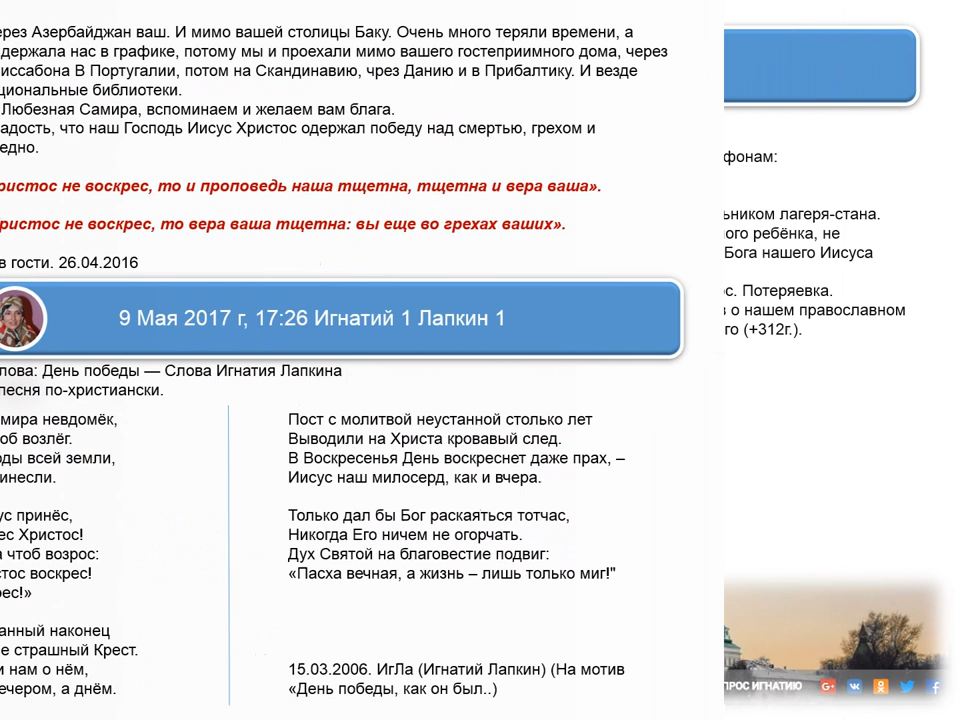 ерез Азербайджан ваш. И мимо вашей столицы Баку. Очень много теряли времени, а
держала нас в графике, потому мы и проехали мимо вашего гостеприимного дома, через
иссабона В Португалии, потом на Скандинавию, чрез Данию и в Прибалтику. И везде
циональные библиотеки.
Любезная Самира, вспоминаем и желаем вам блага.
адость, что наш Господь Иисус Христос одержал победу над смертью, грехом и
едно.
ристос не воскрес, то и проповедь наша тщетна, тщетна и вера ваша».
ристос не воскрес, то вера ваша тщетна: вы еще во грехах ваших».
в гости. 26.04.2016
9 Мая 2017 г, 17:26 Игнатий 1 Лапкин 1
лова: День победы — Слова Игнатия Лапкина
песня по-христиански.
мира невдомёк,
об возлёг.
оды всей земли,
инесли.
ус принёс,
ес Христос!
а чтоб возрос:
стос воскрес!
рес!»
анный наконец
е страшный Крест.
и нам о нём,
ечером, а днём.
Пост с молитвой неустанной столько лет
Выводили на Христа кровавый след.
В Воскресенья День воскреснет даже прах, –
Иисус наш милосерд, как и вчера.
Только дал бы Бог раскаяться тотчас,
Никогда Его ничем не огорчать.
Дух Святой на благовестие подвиг:
«Пасха вечная, а жизнь – лишь только миг!"
15.03.2006. ИгЛа (Игнатий Лапкин) (На мотив
«День победы, как он был..)
фонам:
ьником лагеря-стана.
ого ребёнка, не
Бога нашего Иисуса
ос. Потеряевка.
в о нашем православном
го (+312г.).
ПРОС ИГНАТИЮ